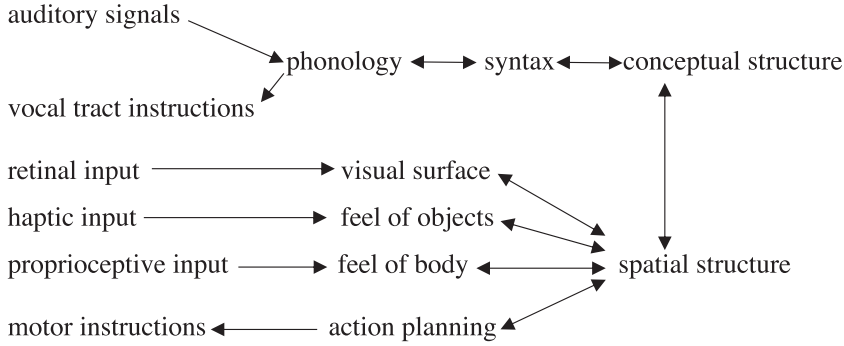 auditory signals
phonology syntax conceptual structure
vocal tract instructions
retinal input visual surface
haptic input feel of objects
proprioceptive input feel of body spatial structure
motor instructions action planning